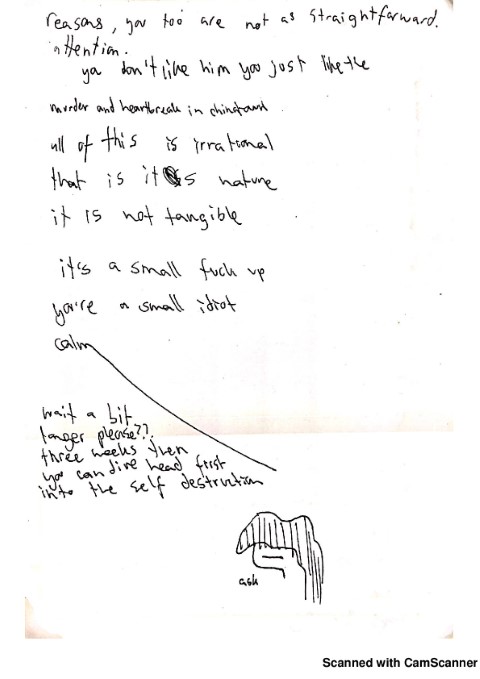 reasons, you too are not as straightforward.
attention.
ya don't like him you just like the
murder and heartbreak in chinatown
all of this is irrational
that is it's nature
it is not tangible
it's a small fuck up
you're a small idiot
calm
wait a bit
longer please??
three weeks then
you can dive head first
into the self destruction
ash
Scanned with CamScanner